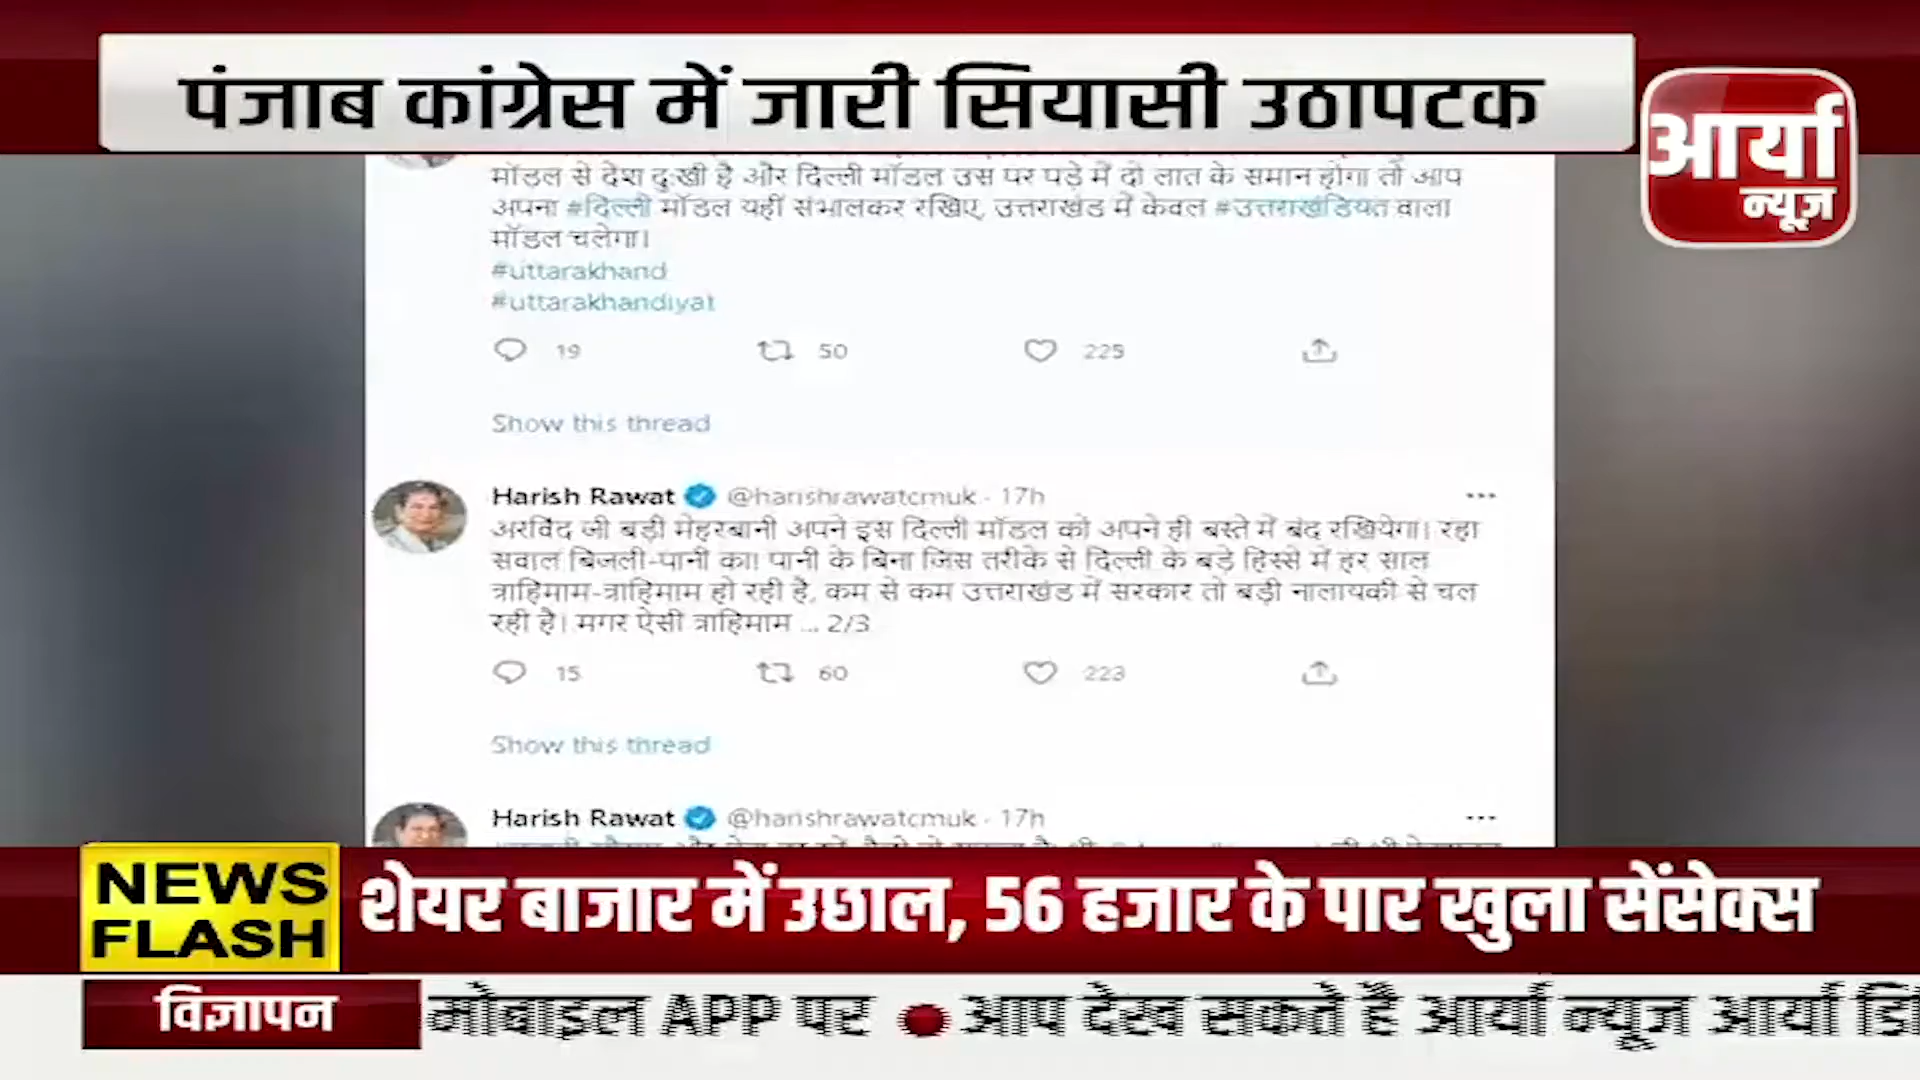 पंजाब कांग्रेस में जारी सियासी उठापटक
आर्या
न्यूज़
मॉडल से देश दुःखी है और दिल्ली मॉडल उस पर पड़े में दो लात के समान होगा तो आप
अपना #दिल्ली मॉडल यहीं संभालकर रखिए, उत्तराखंड में केवल #उत्तराखंडियत वाला
मॉडल चलेगा।
#uttarakhand
#uttarakhandiyat
19 50 225
Show this thread
Harish Rawat @harishrawatcmuk · 17h
अरविंद जी बड़ी मेहरबानी अपने इस दिल्ली मॉडल को अपने ही बस्ते में बंद रखियेगा। रहा
सवाल बिजली-पानी का! पानी के बिना जिस तरीके से दिल्ली के बड़े हिस्से में हर साल
त्राहिमाम-त्राहिमाम हो रही है, कम से कम उत्तराखंड में सरकार तो बड़ी नालायकी से चल
रही है। मगर ऐसी त्राहिमाम ... 2/3
15 60 223
Show this thread
Harish Rawat @harishrawatcmuk · 17h
NEWS
FLASH
शेयर बाजार में उछाल, 56 हजार के पार खुला सेंसेक्स
विज्ञापन
मोबाइल APP पर ● आप देख सकते हैं आर्या न्यूज आर्या